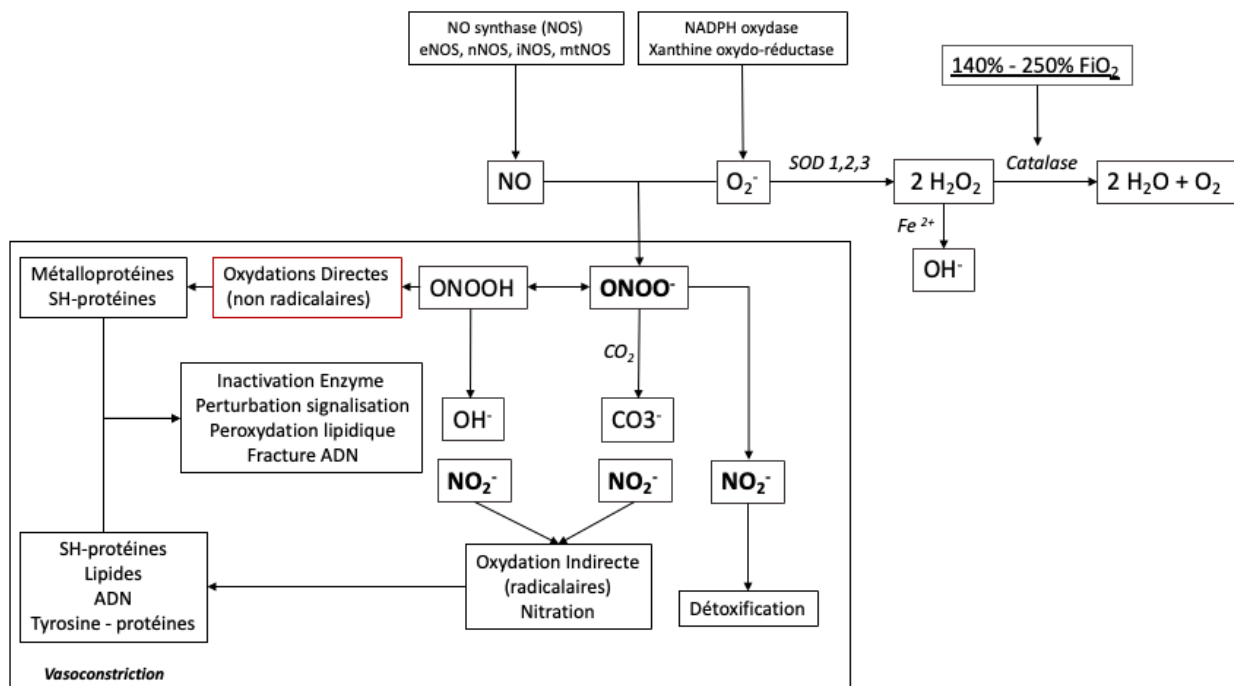 NO synthase (NOS)
eNOS, nNOS, iNOS, mtNOS
NADPH oxydase
Xanthine oxydo-réductase
140% - 250% FiO₂
NO
O₂⁻
SOD 1,2,3
2 H₂O₂
Catalase
2 H₂O + O₂
Fe ²⁺
OH⁻
Métalloprotéines
SH-protéines
Oxydations Directes
(non radicalaires)
ONOOH
ONOO⁻
CO₂
Inactivation Enzyme
Perturbation signalisation
Peroxydation lipidique
Fracture ADN
OH⁻
CO3⁻
NO₂⁻
NO₂⁻
NO₂⁻
SH-protéines
Lipides
ADN
Tyrosine - protéines
Oxydation Indirecte
(radicalaires)
Nitration
Détoxification
Vasoconstriction